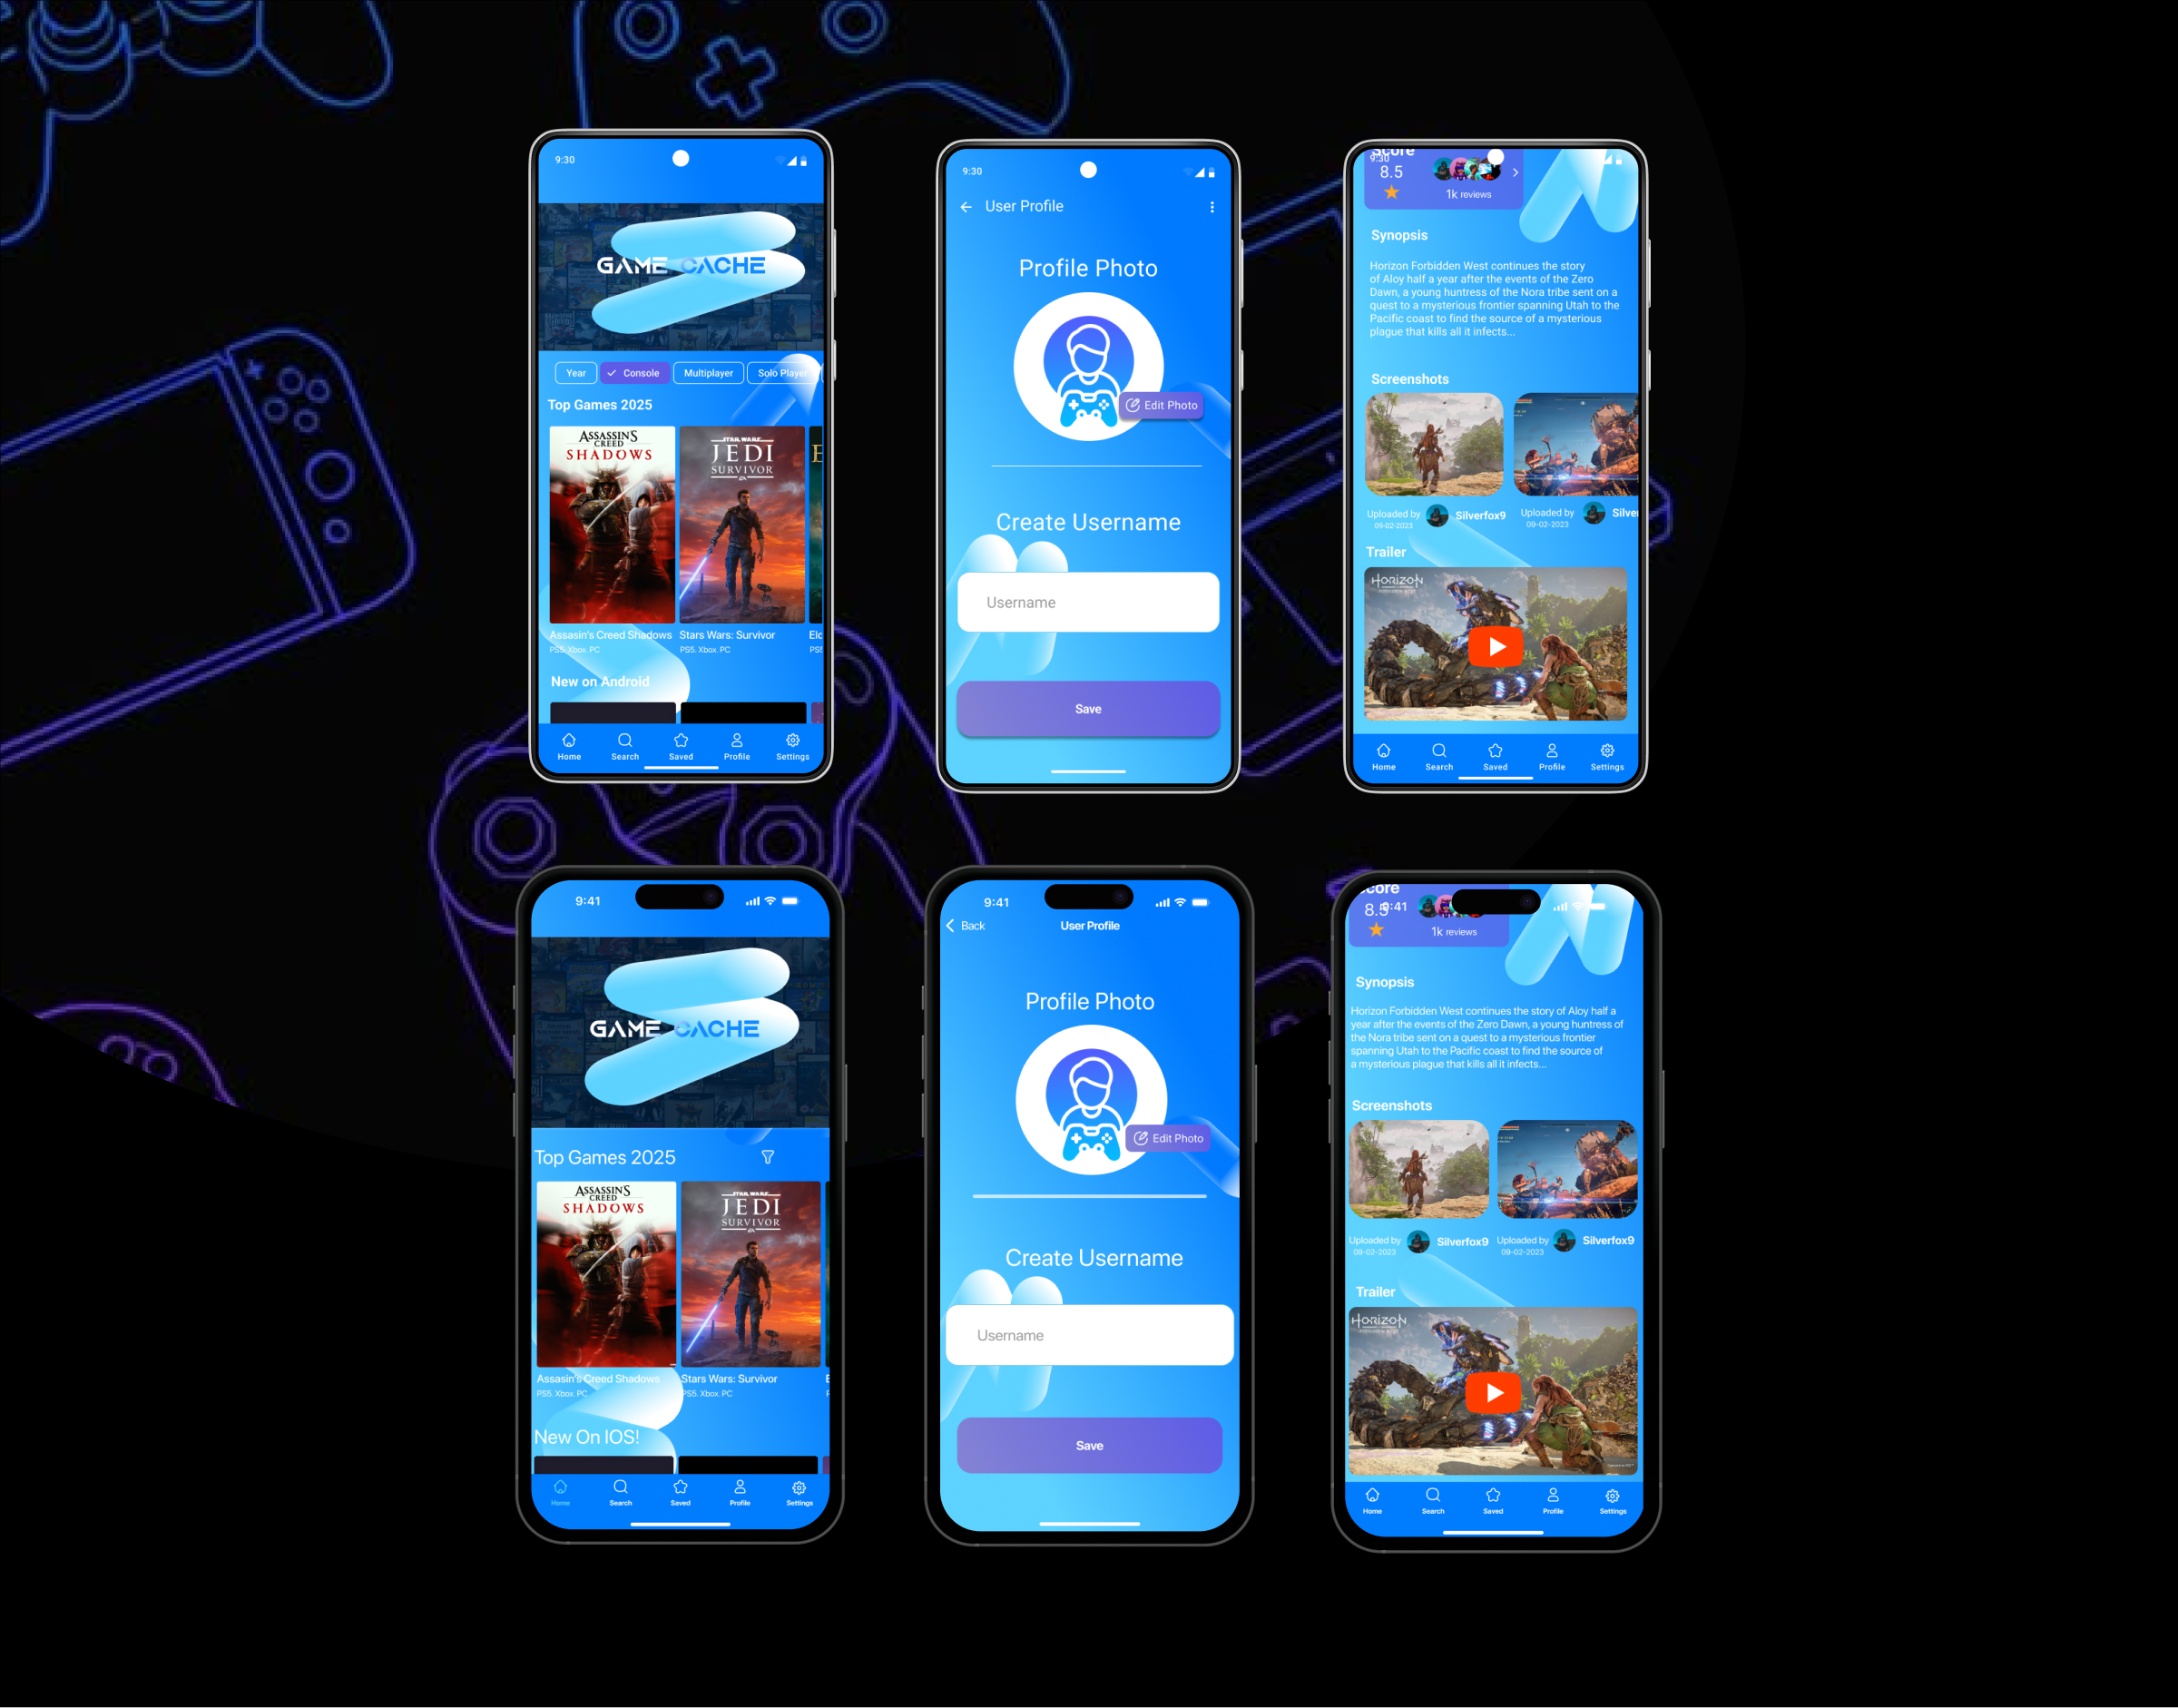 9:30
GAME CACHE
Year
Console
Multiplayer
Solo Player
Top Games 2025
ASSASSIN'S
CREED
SHADOWS
STAR WARS
JEDI
SURVIVOR
EA
E
Assasin's Creed Shadows
PS5. Xbox. PC
Stars Wars: Survivor
PS5. Xbox. PC
Eld
PS5
New on Android
Home
Search
Saved
Profile
Settings
9:30
User Profile
Profile Photo
Edit Photo
Create Username
Username
Save
9:30
Score
8.5
1k reviews
Synopsis
Horizon Forbidden West continues the story
of Aloy half a year after the events of the Zero
Dawn, a young huntress of the Nora tribe sent on a
quest to a mysterious frontier spanning Utah to the
Pacific coast to find the source of a mysterious
plague that kills all it infects...
Screenshots
Uploaded by
09-02-2023
Silverfox9
Uploaded by
09-02-2023
Silve
Trailer
HORIZON
Home
Search
Saved
Profile
Settings
9:41
GAME CACHE
Top Games 2025
ASSASSIN'S
CREED
SHADOWS
STAR WARS
JEDI
SURVIVOR
EA
Assasin's Creed Shadows
PS5. Xbox. PC
Stars Wars: Survivor
PS5. Xbox. PC
E
P
New On IOS!
Home
Search
Saved
Profile
Settings
9:41
Back
User Profile
Profile Photo
Edit Photo
Create Username
Username
Save
9:41
core
8.5
1k reviews
Synopsis
Horizon Forbidden West continues the story of Aloy half a
year after the events of the Zero Dawn, a young huntress of
the Nora tribe sent on a quest to a mysterious frontier
spanning Utah to the Pacific coast to find the source of
a mysterious plague that kills all it infects...
Screenshots
Uploaded by
09-02-2023
Silverfox9
Uploaded by
09-02-2023
Silverfox9
Trailer
HORIZON
Home
Search
Saved
Profile
Settings